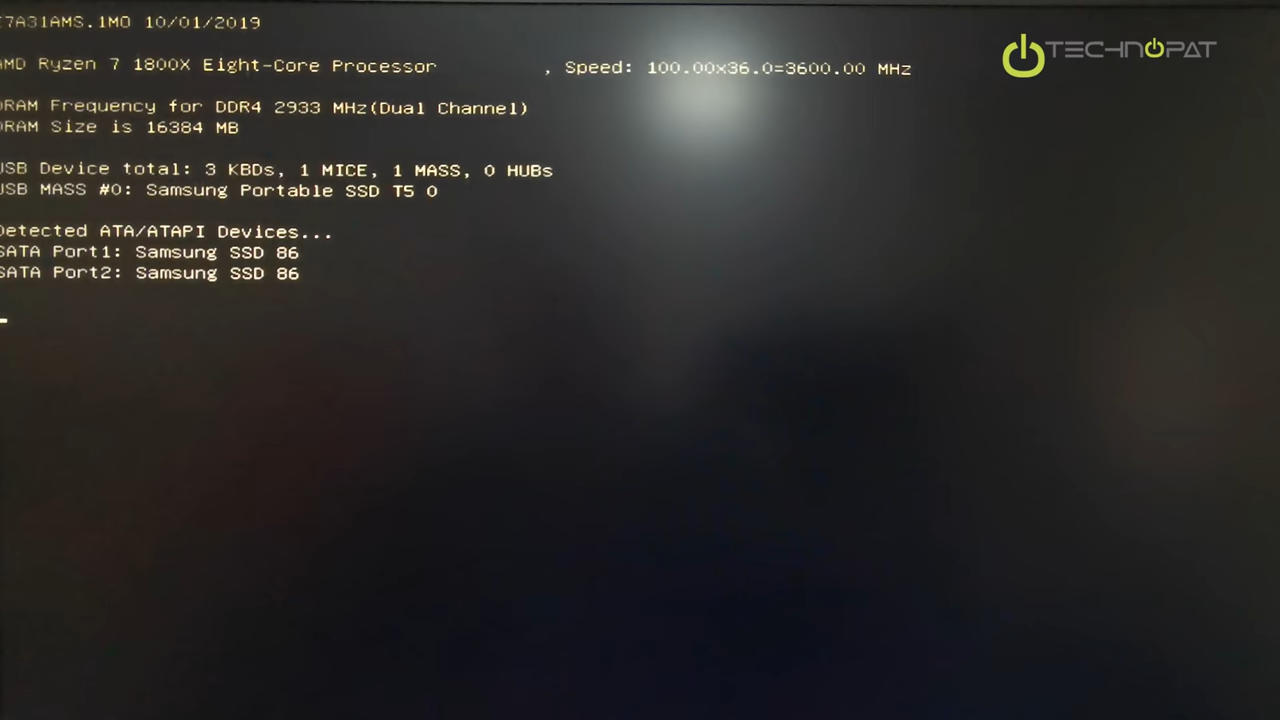 E7A31AMS.1M0 10/01/2019
AMD Ryzen 7 1800X Eight-Core Processor , Speed: 100.00x36.0=3600.00 MHz
DRAM Frequency for DDR4 2933 MHz(Dual Channel)
DRAM Size is 16384 MB
USB Device total: 3 KBDs, 1 MICE, 1 MASS, 0 HUBs
USB MASS #0: Samsung Portable SSD T5 0
Detected ATA/ATAPI Devices...
SATA Port1: Samsung SSD 86
SATA Port2: Samsung SSD 86
TECHNOPAT